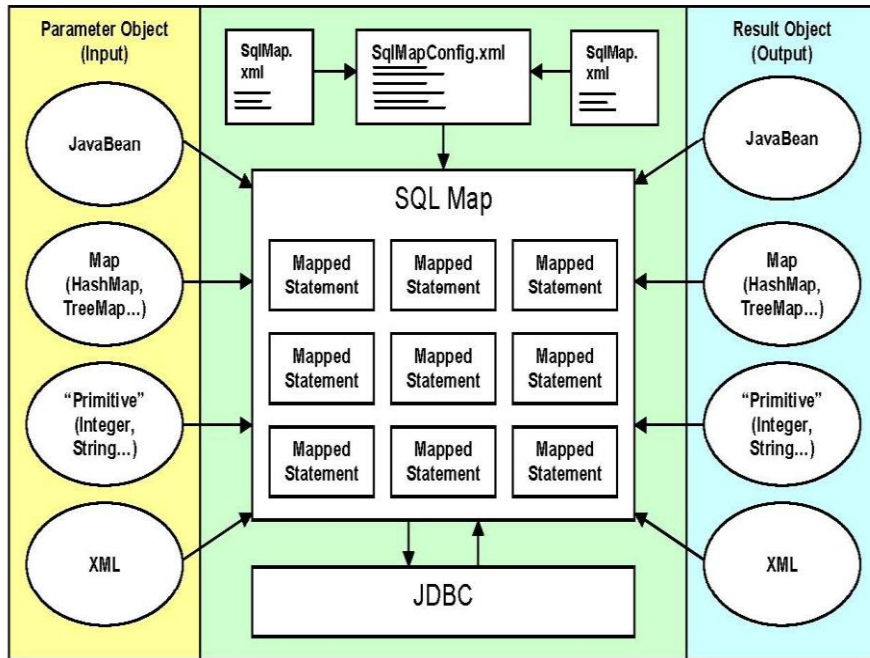 Parameter Object
(Input)
JavaBean
Map
(HashMap,
TreeMap...)
“Primitive”
(Integer,
String...)
XML
SqlMap.
xml
SqlMapConfig.xml
SqlMap.
xml
SQL Map
Mapped
Statement
Mapped
Statement
Mapped
Statement
Mapped
Statement
Mapped
Statement
Mapped
Statement
Mapped
Statement
Mapped
Statement
Mapped
Statement
JDBC
Result Object
(Output)
JavaBean
Map
(HashMap,
TreeMap...)
“Primitive”
(Integer,
String...)
XML